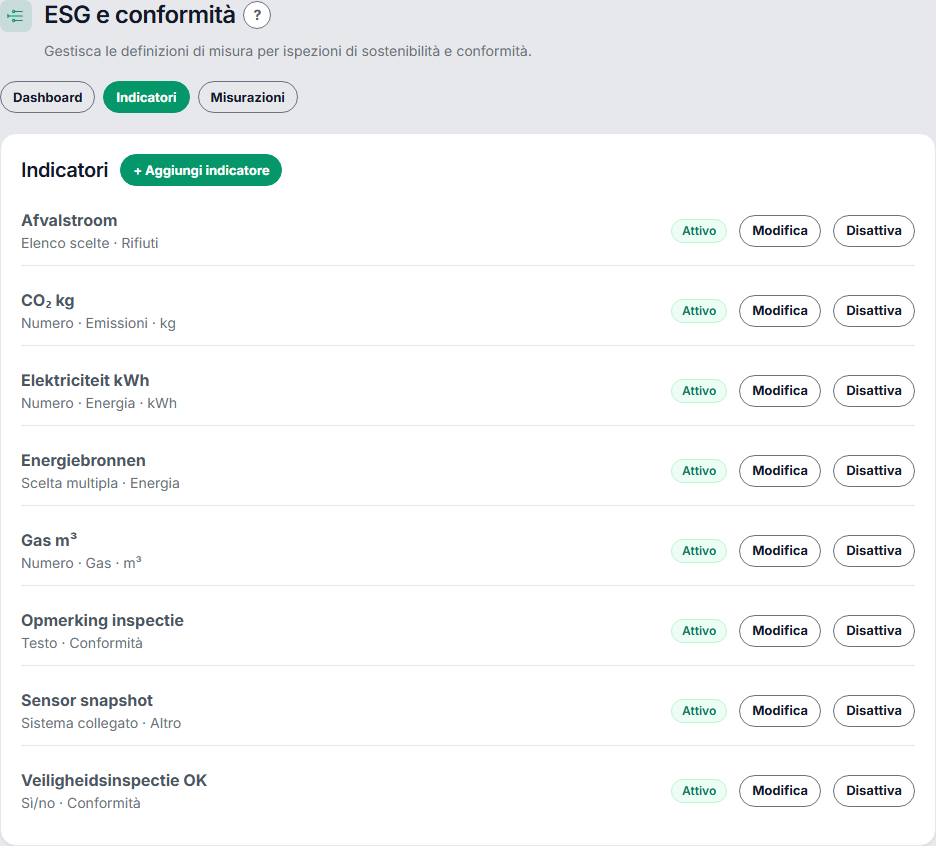 ESG e conformità ?
Gestisca le definizioni di misura per ispezioni di sostenibilità e conformità.
Dashboard Indicatori Misurazioni
Indicatori + Aggiungi indicatore
Afvalstroom
Elenco scelte · Rifiuti
Attivo Modifica Disattiva
CO₂ kg
Numero · Emissioni · kg
Attivo Modifica Disattiva
Elektriciteit kWh
Numero · Energia · kWh
Attivo Modifica Disattiva
Energiebronnen
Scelta multipla · Energia
Attivo Modifica Disattiva
Gas m³
Numero · Gas · m³
Attivo Modifica Disattiva
Opmerking inspectie
Testo · Conformità
Attivo Modifica Disattiva
Sensor snapshot
Sistema collegato · Altro
Attivo Modifica Disattiva
Veiligheidsinspectie OK
Sì/no · Conformità
Attivo Modifica Disattiva